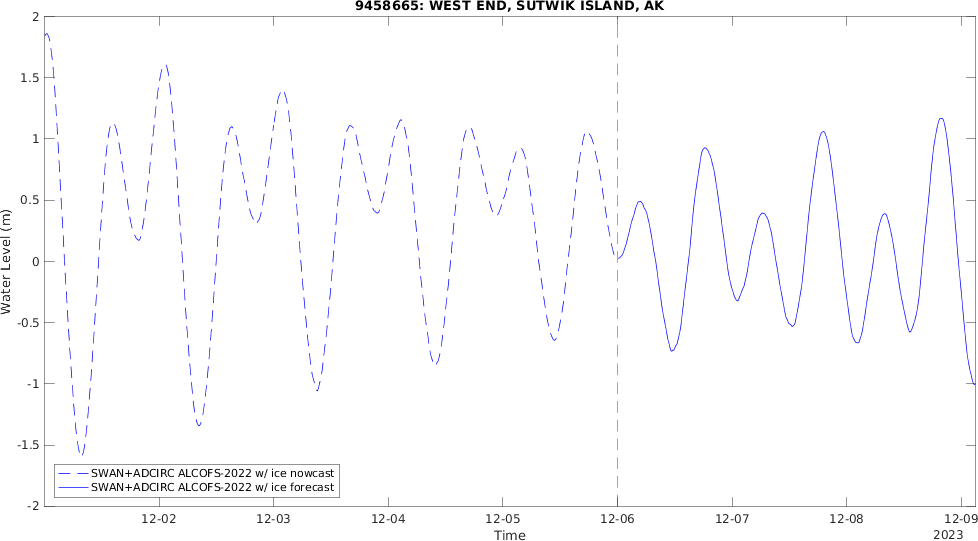 9458665: WEST END, SUTWIK ISLAND, AK
2
1.5
1
0.5
0
-0.5
-1
-1.5
-2
Water Level (m)
SWAN+ADCIRC ALCOFS-2022 w/ ice nowcast
SWAN+ADCIRC ALCOFS-2022 w/ ice forecast
12-02 12-03 12-04 12-05 12-06 12-07 12-08 12-09
Time
2023